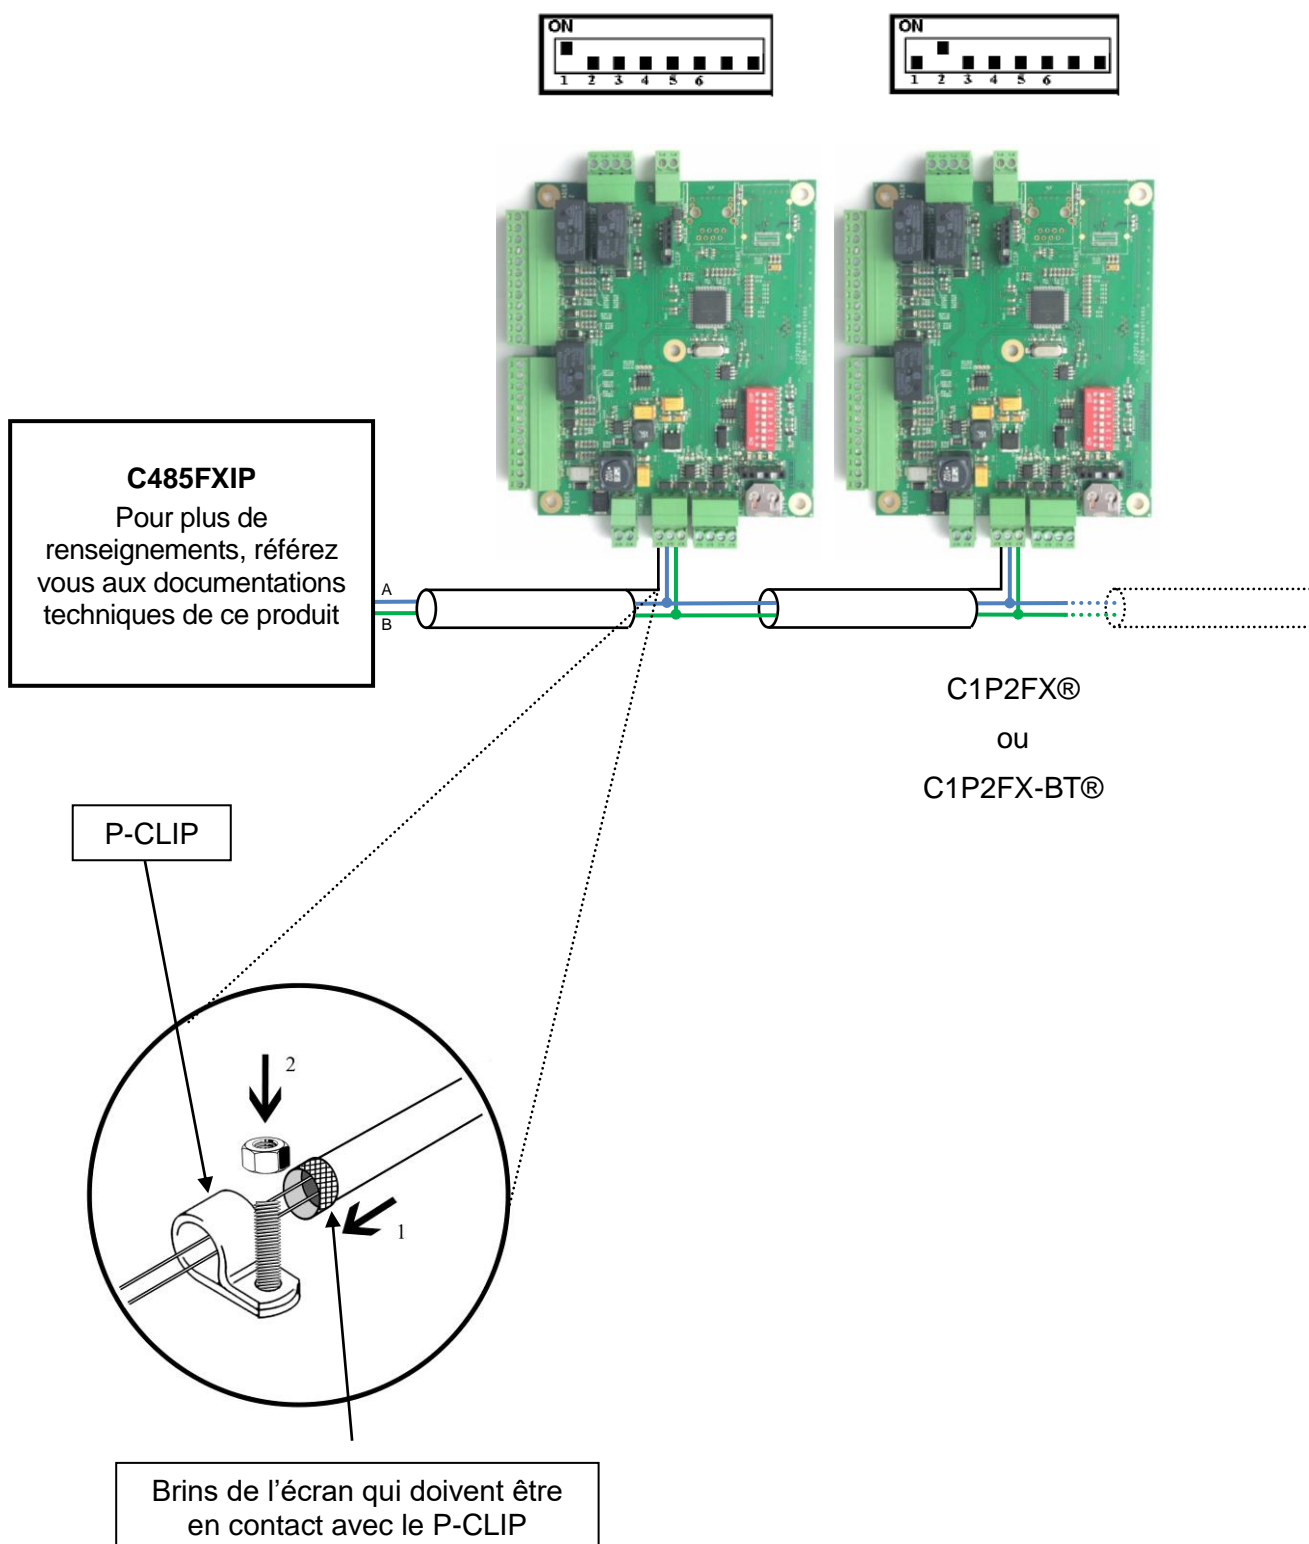 ON
1 2 3 4 5 6
ON
1 2 3 4 5 6
C485FXIP
Pour plus de
renseignements, référez
vous aux documentations
techniques de ce produit
A
B
C1P2FX®
ou
C1P2FX-BT®
P-CLIP
2
1
Brins de l'écran qui doivent être
en contact avec le P-CLIP